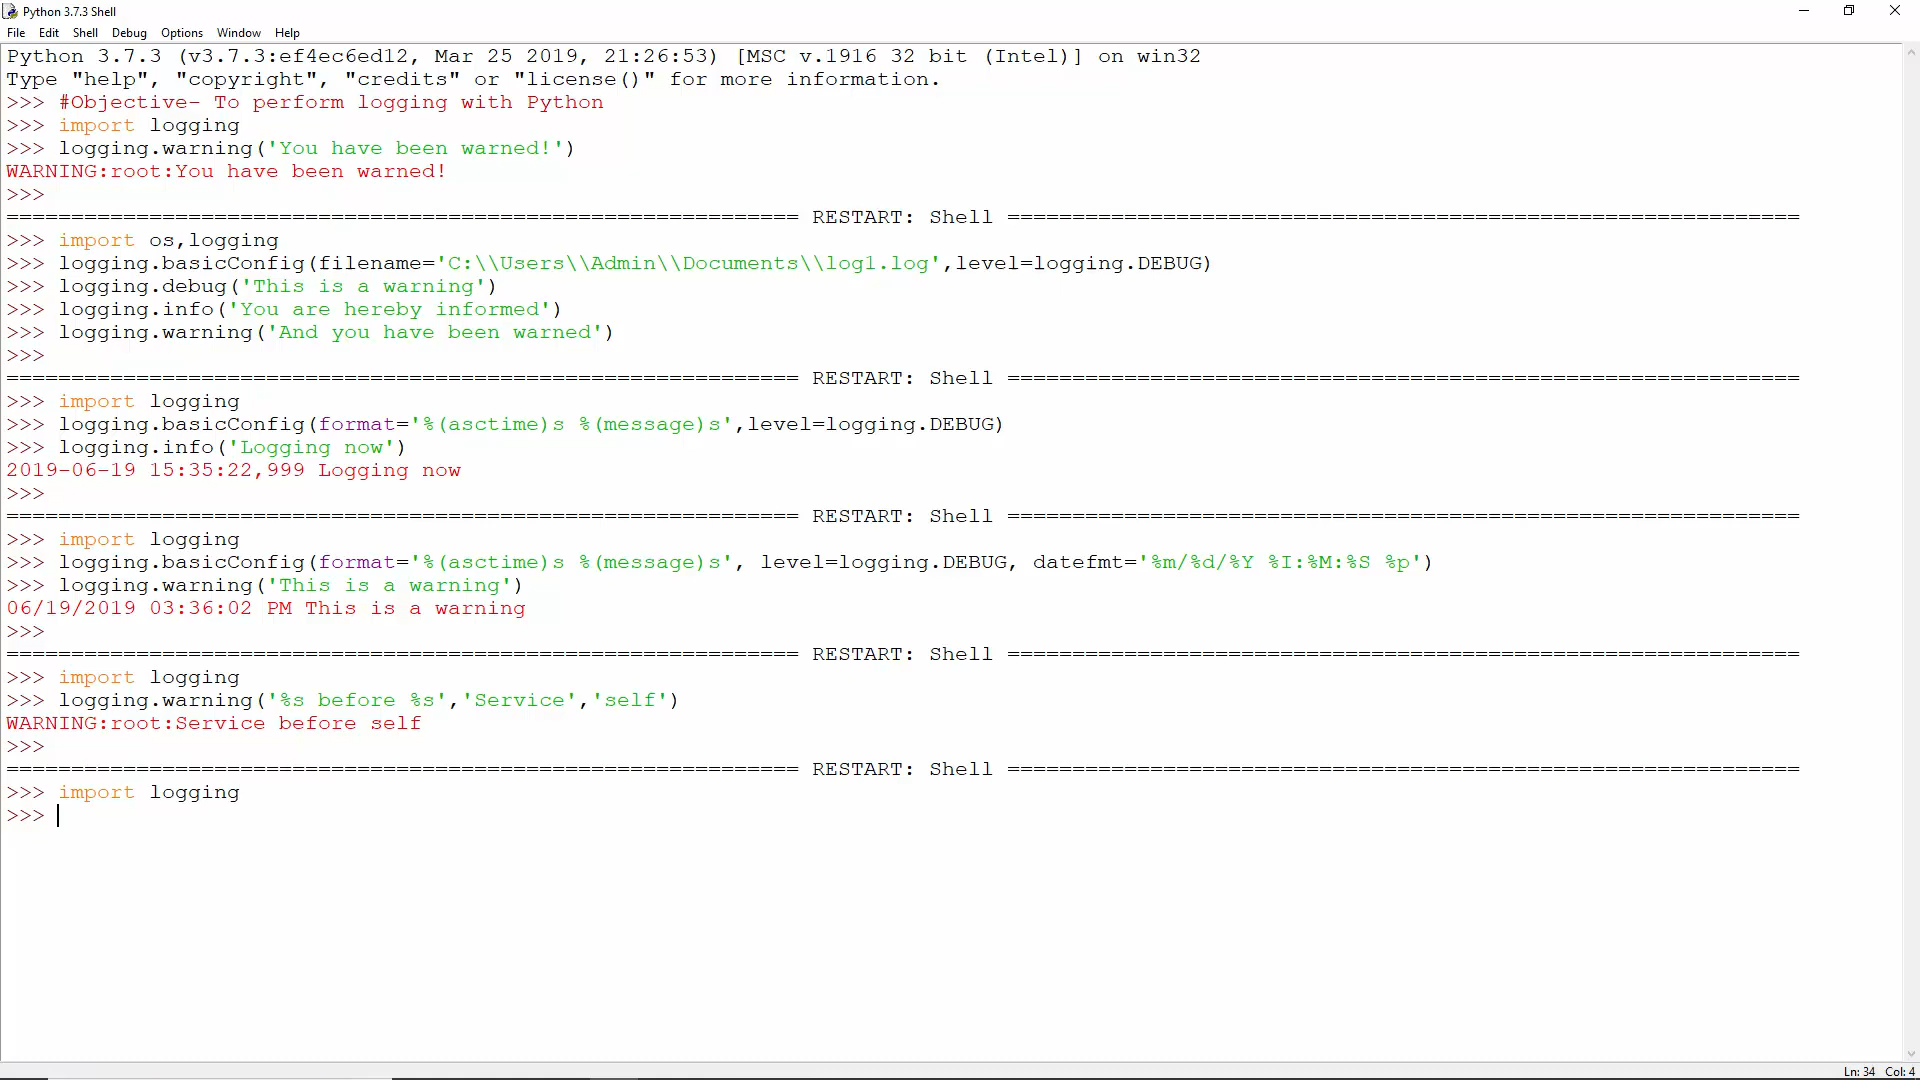 Python 3.7.3 Shell
File Edit Shell Debug Options Window Help
Python 3.7.3 (v3.7.3:ef4ec6ed12, Mar 25 2019, 21:26:53) [MSC v.1916 32 bit (Intel)] on win32
Type "help", "copyright", "credits" or "license()" for more information.
>>> #Objective- To perform logging with Python
>>> import logging
>>> logging.warning('You have been warned!')
WARNING:root:You have been warned!
>>>
============================================================= RESTART: Shell =============================================================
>>> import os,logging
>>> logging.basicConfig(filename='C:\\Users\\Admin\\Documents\\log1.log',level=logging.DEBUG)
>>> logging.debug('This is a warning')
>>> logging.info('You are hereby informed')
>>> logging.warning('And you have been warned')
>>>
============================================================= RESTART: Shell =============================================================
>>> import logging
>>> logging.basicConfig(format='%(asctime)s %(message)s',level=logging.DEBUG)
>>> logging.info('Logging now')
2019-06-19 15:35:22,999 Logging now
>>>
============================================================= RESTART: Shell =============================================================
>>> import logging
>>> logging.basicConfig(format='%(asctime)s %(message)s', level=logging.DEBUG, datefmt='%m/%d/%Y %I:%M:%S %p')
>>> logging.warning('This is a warning')
06/19/2019 03:36:02 PM This is a warning
>>>
============================================================= RESTART: Shell =============================================================
>>> import logging
>>> logging.warning('%s before %s','Service','self')
WARNING:root:Service before self
>>>
============================================================= RESTART: Shell =============================================================
>>> import logging
>>>
Ln: 34 Col: 4